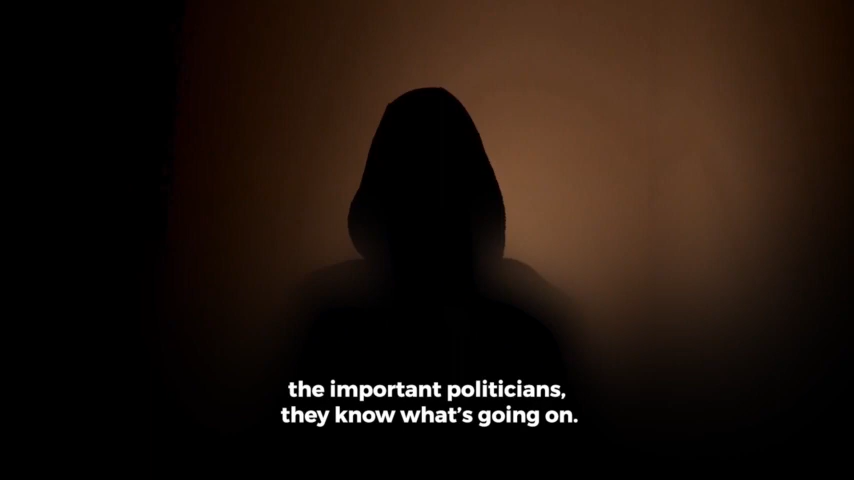 the important politicians,
they know what's going on.